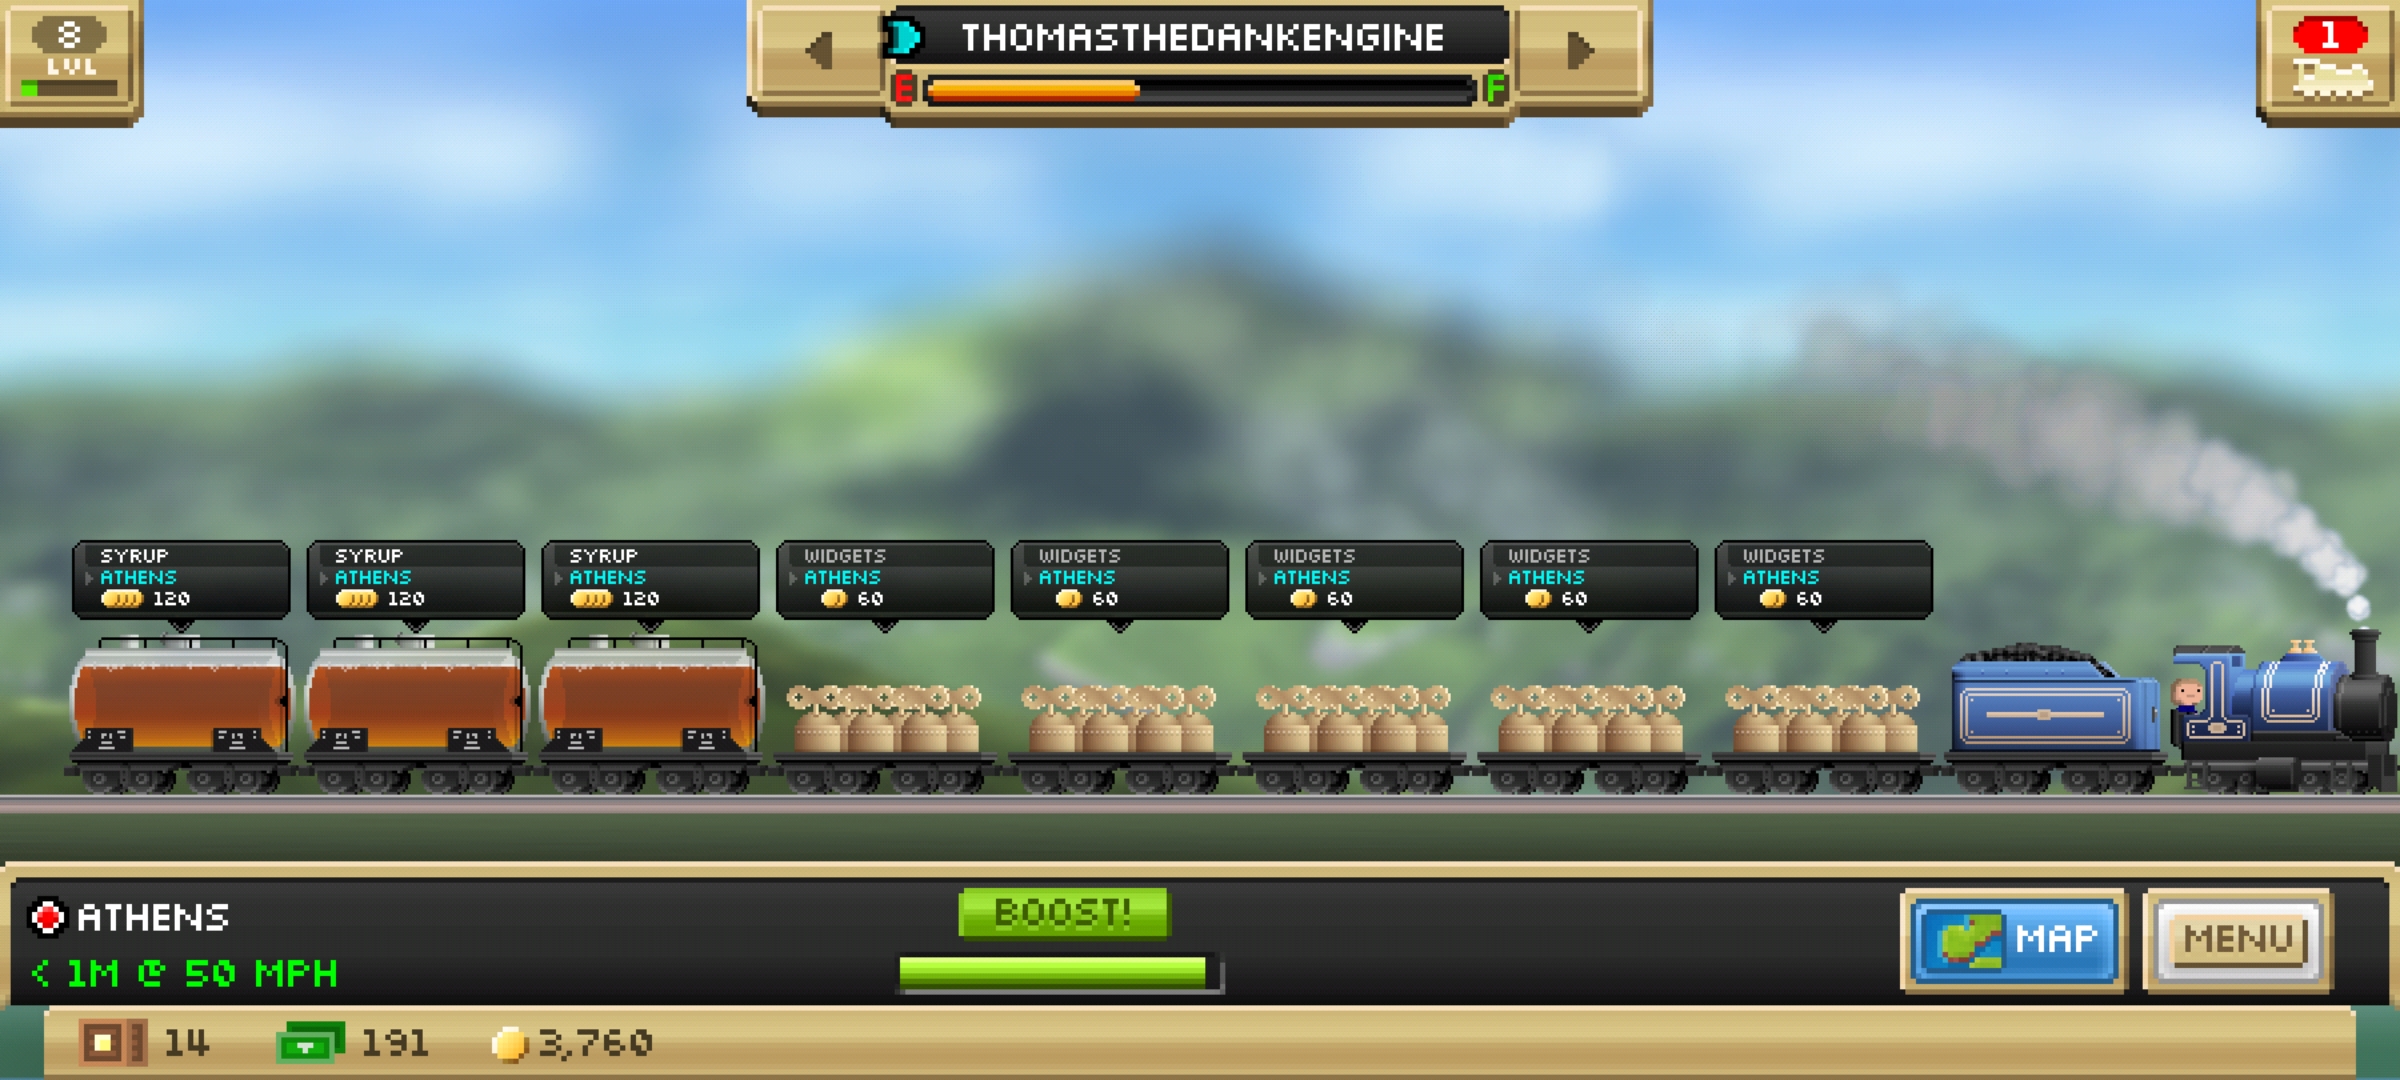 8
LVL
THOMASTHEDANKENGINE
E F
1
SYRUP
ATHENS
120
SYRUP
ATHENS
120
SYRUP
ATHENS
120
WIDGETS
ATHENS
60
WIDGETS
ATHENS
60
WIDGETS
ATHENS
60
WIDGETS
ATHENS
60
WIDGETS
ATHENS
60
ATHENS
< 1M @ 50 MPH
BOOST!
MAP
MENU
14 191 3,760